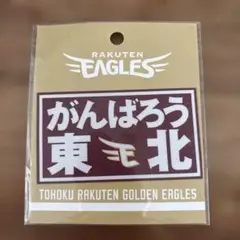 RAKUTEN
EAGLES
がんばろう
東 E 北
TOHOKU RAKUTEN GOLDEN EAGLES